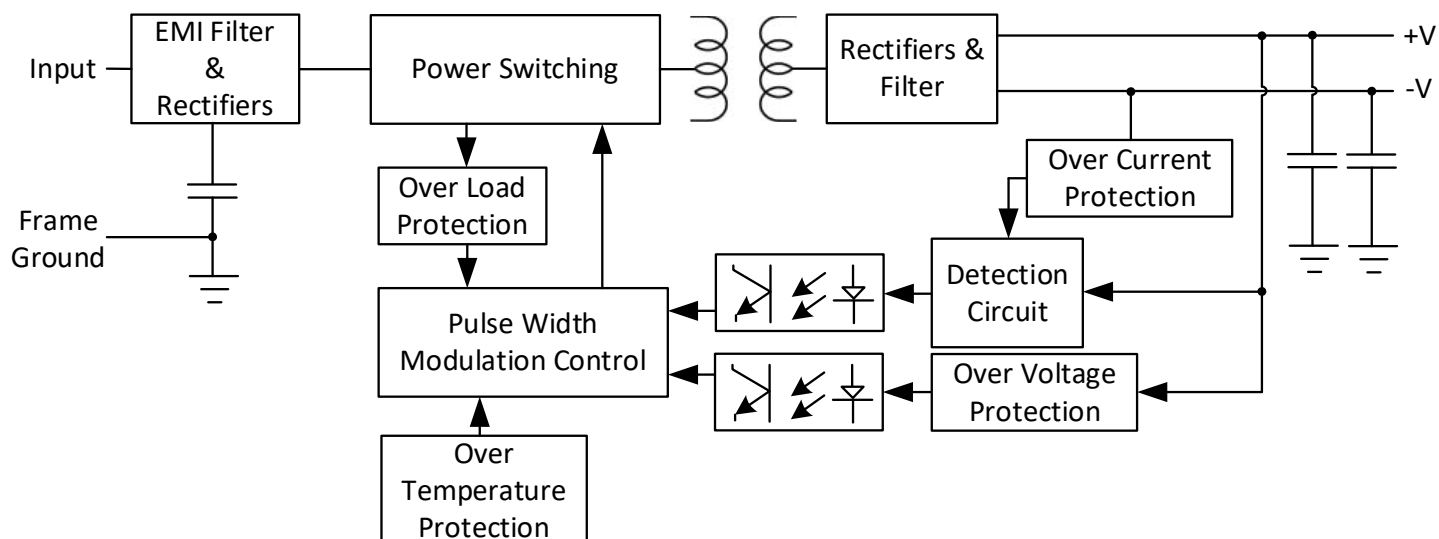 EMI Filter
&
Rectifiers
Input
Power Switching
Rectifiers &
Filter
+V
-V
Over Current
Protection
Over Load
Protection
Frame
Ground
Detection
Circuit
Pulse Width
Modulation Control
Over Voltage
Protection
Over
Temperature
Protection